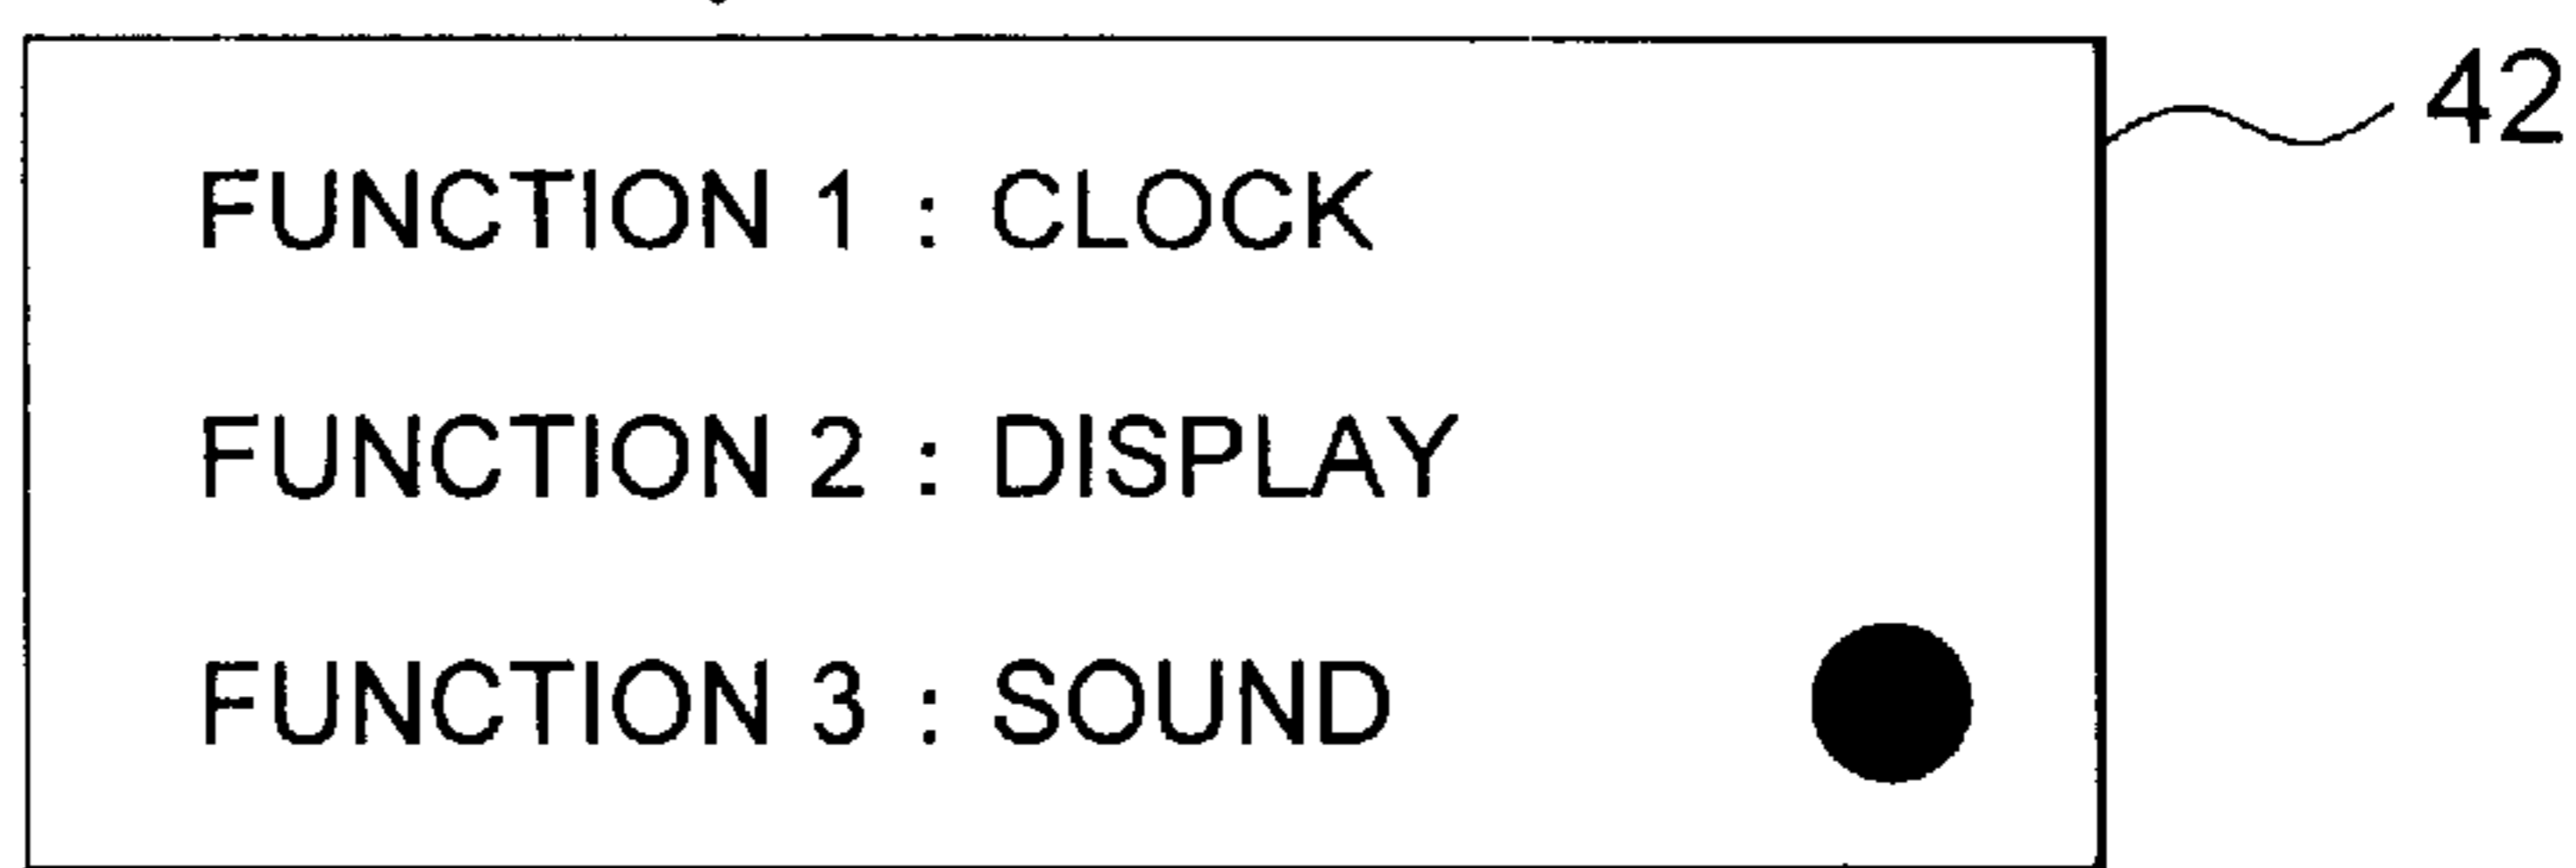 42
FUNCTION 1 : CLOCK
FUNCTION 2 : DISPLAY
FUNCTION 3 : SOUND